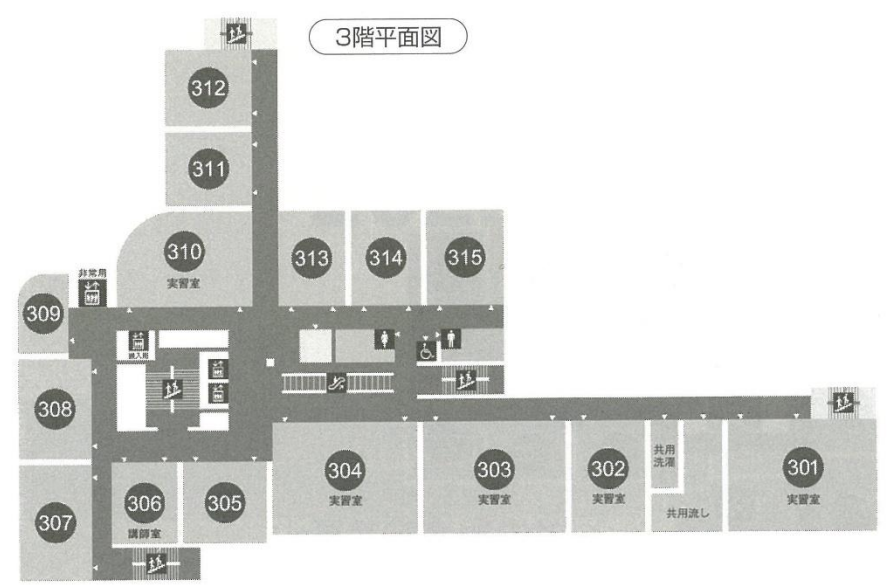 3階平面図
312
311
310
実習室
313
314
315
非常用
309
搬入用
308
307
306
講師室
305
304
実習室
303
実習室
302
実習室
共用
洗濯
共用流し
301
実習室